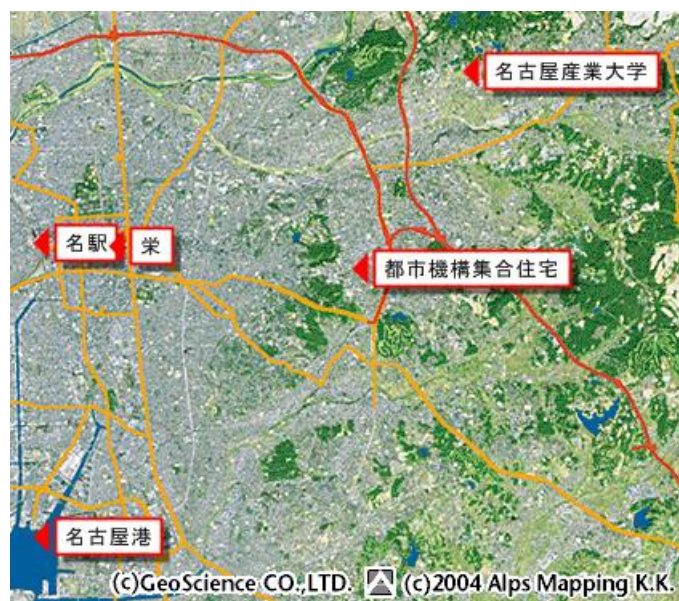 名古屋産業大学
名駅
栄
都市機構集合住宅
名古屋港
(c)GeoScience CO.,LTD. (c)2004 Alps Mapping K.K.